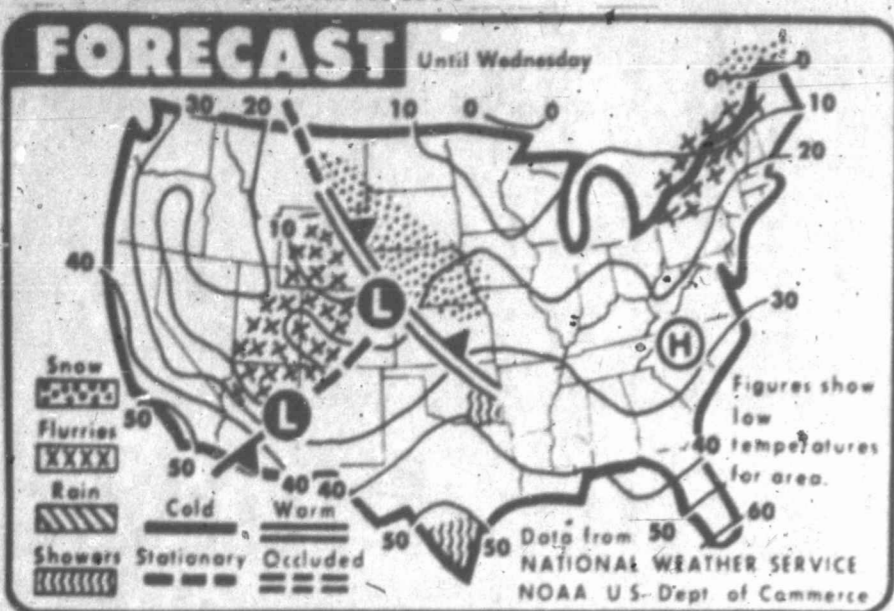 FORECAST Until Wednesday
0 0
30 20 10 0 0 10
20
10
40
L
30
H
Snow
Figures show
low
temperatures
for area.
50
L
Flurries
XXXX
40
50
Rain
40 40
60
Cold Warm
50 50 50
Data from
NATIONAL WEATHER SERVICE
NOAA U.S. Dept. of Commerce
Showers Stationary Occluded